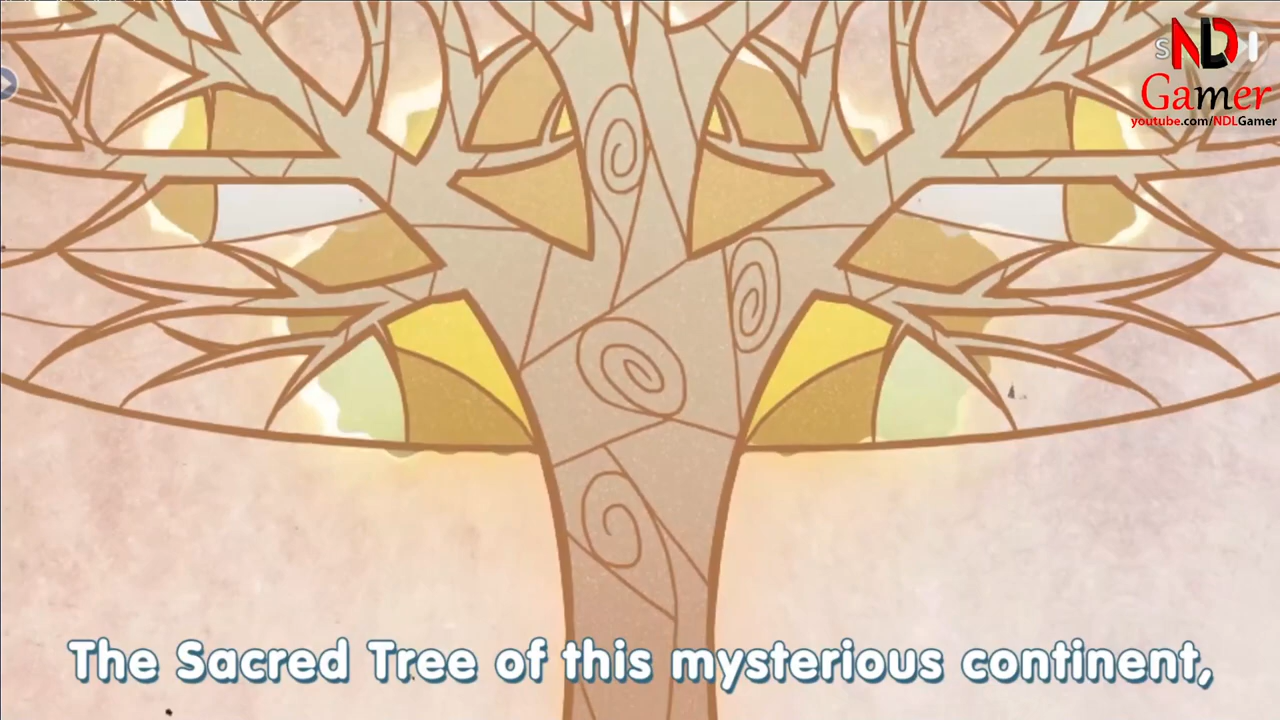 NDL
Gamer
youtube.com/NDLGamer
The Sacred Tree of this mysterious continent,